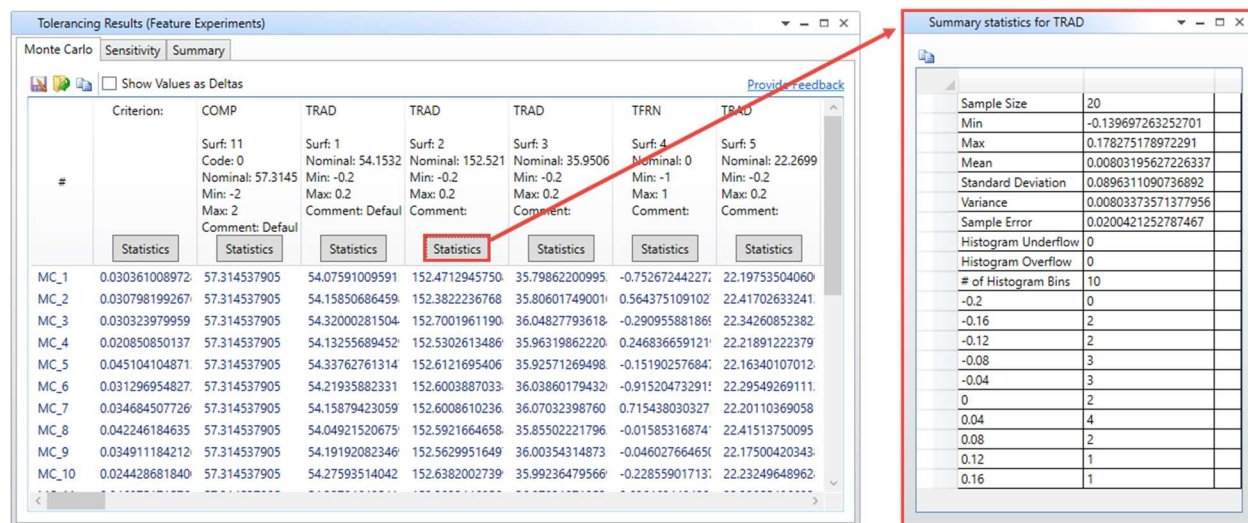 Tolerancing Results (Feature Experiments)
Monte Carlo Sensitivity Summary
Show Values as Deltas Provide Feedback
# Criterion: COMP TRAD TRAD TRAD TFRN TRAD
Surf: 11 Surf: 1 Surf: 2 Surf: 3 Surf: 4 Surf: 5
Code: 0 Nominal: 54.1532 Nominal: 152.521 Nominal: 35.9506 Nominal: 0 Nominal: 22.2699
Nominal: 57.3145 Min: -0.2 Min: -0.2 Min: -0.2 Min: -1 Min: -0.2
Min: -2 Max: 0.2 Max: 0.2 Max: 0.2 Max: 1 Max: 0.2
Max: 2 Comment: Defaul Comment: Comment: Comment: Comment:
Comment: Defaul
Statistics Statistics Statistics Statistics Statistics Statistics Statistics
MC_1 0.030361008972 57.314537905 54.07591009591 152.4712945750 35.79862200995 -0.752672442272 22.1975350406
MC_2 0.030798199267 57.314537905 54.15850686459 152.3822236768 35.80601749001 0.564375109102 22.41702633241
MC_3 0.030323979959 57.314537905 54.32000281504 152.7001961190 36.04827793618 -0.290955881869 22.34260852382
MC_4 0.020850850137 57.314537905 54.13255689452 152.5302613486 35.96319862220 0.2468366591219 22.21891222379
MC_5 0.045104104871 57.314537905 54.33762761314 152.6121695406 35.92571269498 -0.151902576847 22.16340107012
MC_6 0.031296954827 57.314537905 54.21935882331 152.6003887033 36.03860179432 -0.915204732915 22.29549269111
MC_7 0.034684507726 57.314537905 54.15879423059 152.6008610236 36.07032398760 0.715438030327 22.20110369058
MC_8 0.042246184635 57.314537905 54.04921520675 152.5921664658 35.85502221796 -0.01585316874 22.41513750095
MC_9 0.034911184212 57.314537905 54.19192082346 152.5629951649 36.00354314873 -0.046027664650 22.17500420343
MC_10 0.02442868184 57.314537905 54.27593514042 152.6382002739 35.99236479566 -0.228559017137 22.23249648962
Summary statistics for TRAD
Sample Size 20
Min -0.139697263252701
Max 0.178275178972291
Mean 0.00803195627226337
Standard Deviation 0.0896311090736892
Variance 0.00803373571377956
Sample Error 0.0200421252787467
Histogram Underflow 0
Histogram Overflow 0
# of Histogram Bins 10
-0.2 0
-0.16 2
-0.12 2
-0.08 3
-0.04 3
0 2
0.04 4
0.08 2
0.12 1
0.16 1